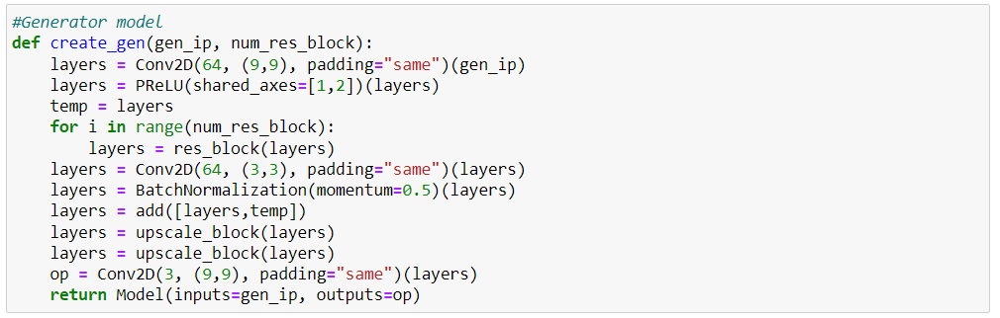 #Generator model
def create_gen(gen_ip, num_res_block):
    layers = Conv2D(64, (9,9), padding="same")(gen_ip)
    layers = PReLU(shared_axes=[1,2])(layers)
    temp = layers
    for i in range(num_res_block):
        layers = res_block(layers)
    layers = Conv2D(64, (3,3), padding="same")(layers)
    layers = BatchNormalization(momentum=0.5)(layers)
    layers = add([layers,temp])
    layers = upscale_block(layers)
    layers = upscale_block(layers)
    op = Conv2D(3, (9,9), padding="same")(layers)
    return Model(inputs=gen_ip, outputs=op)